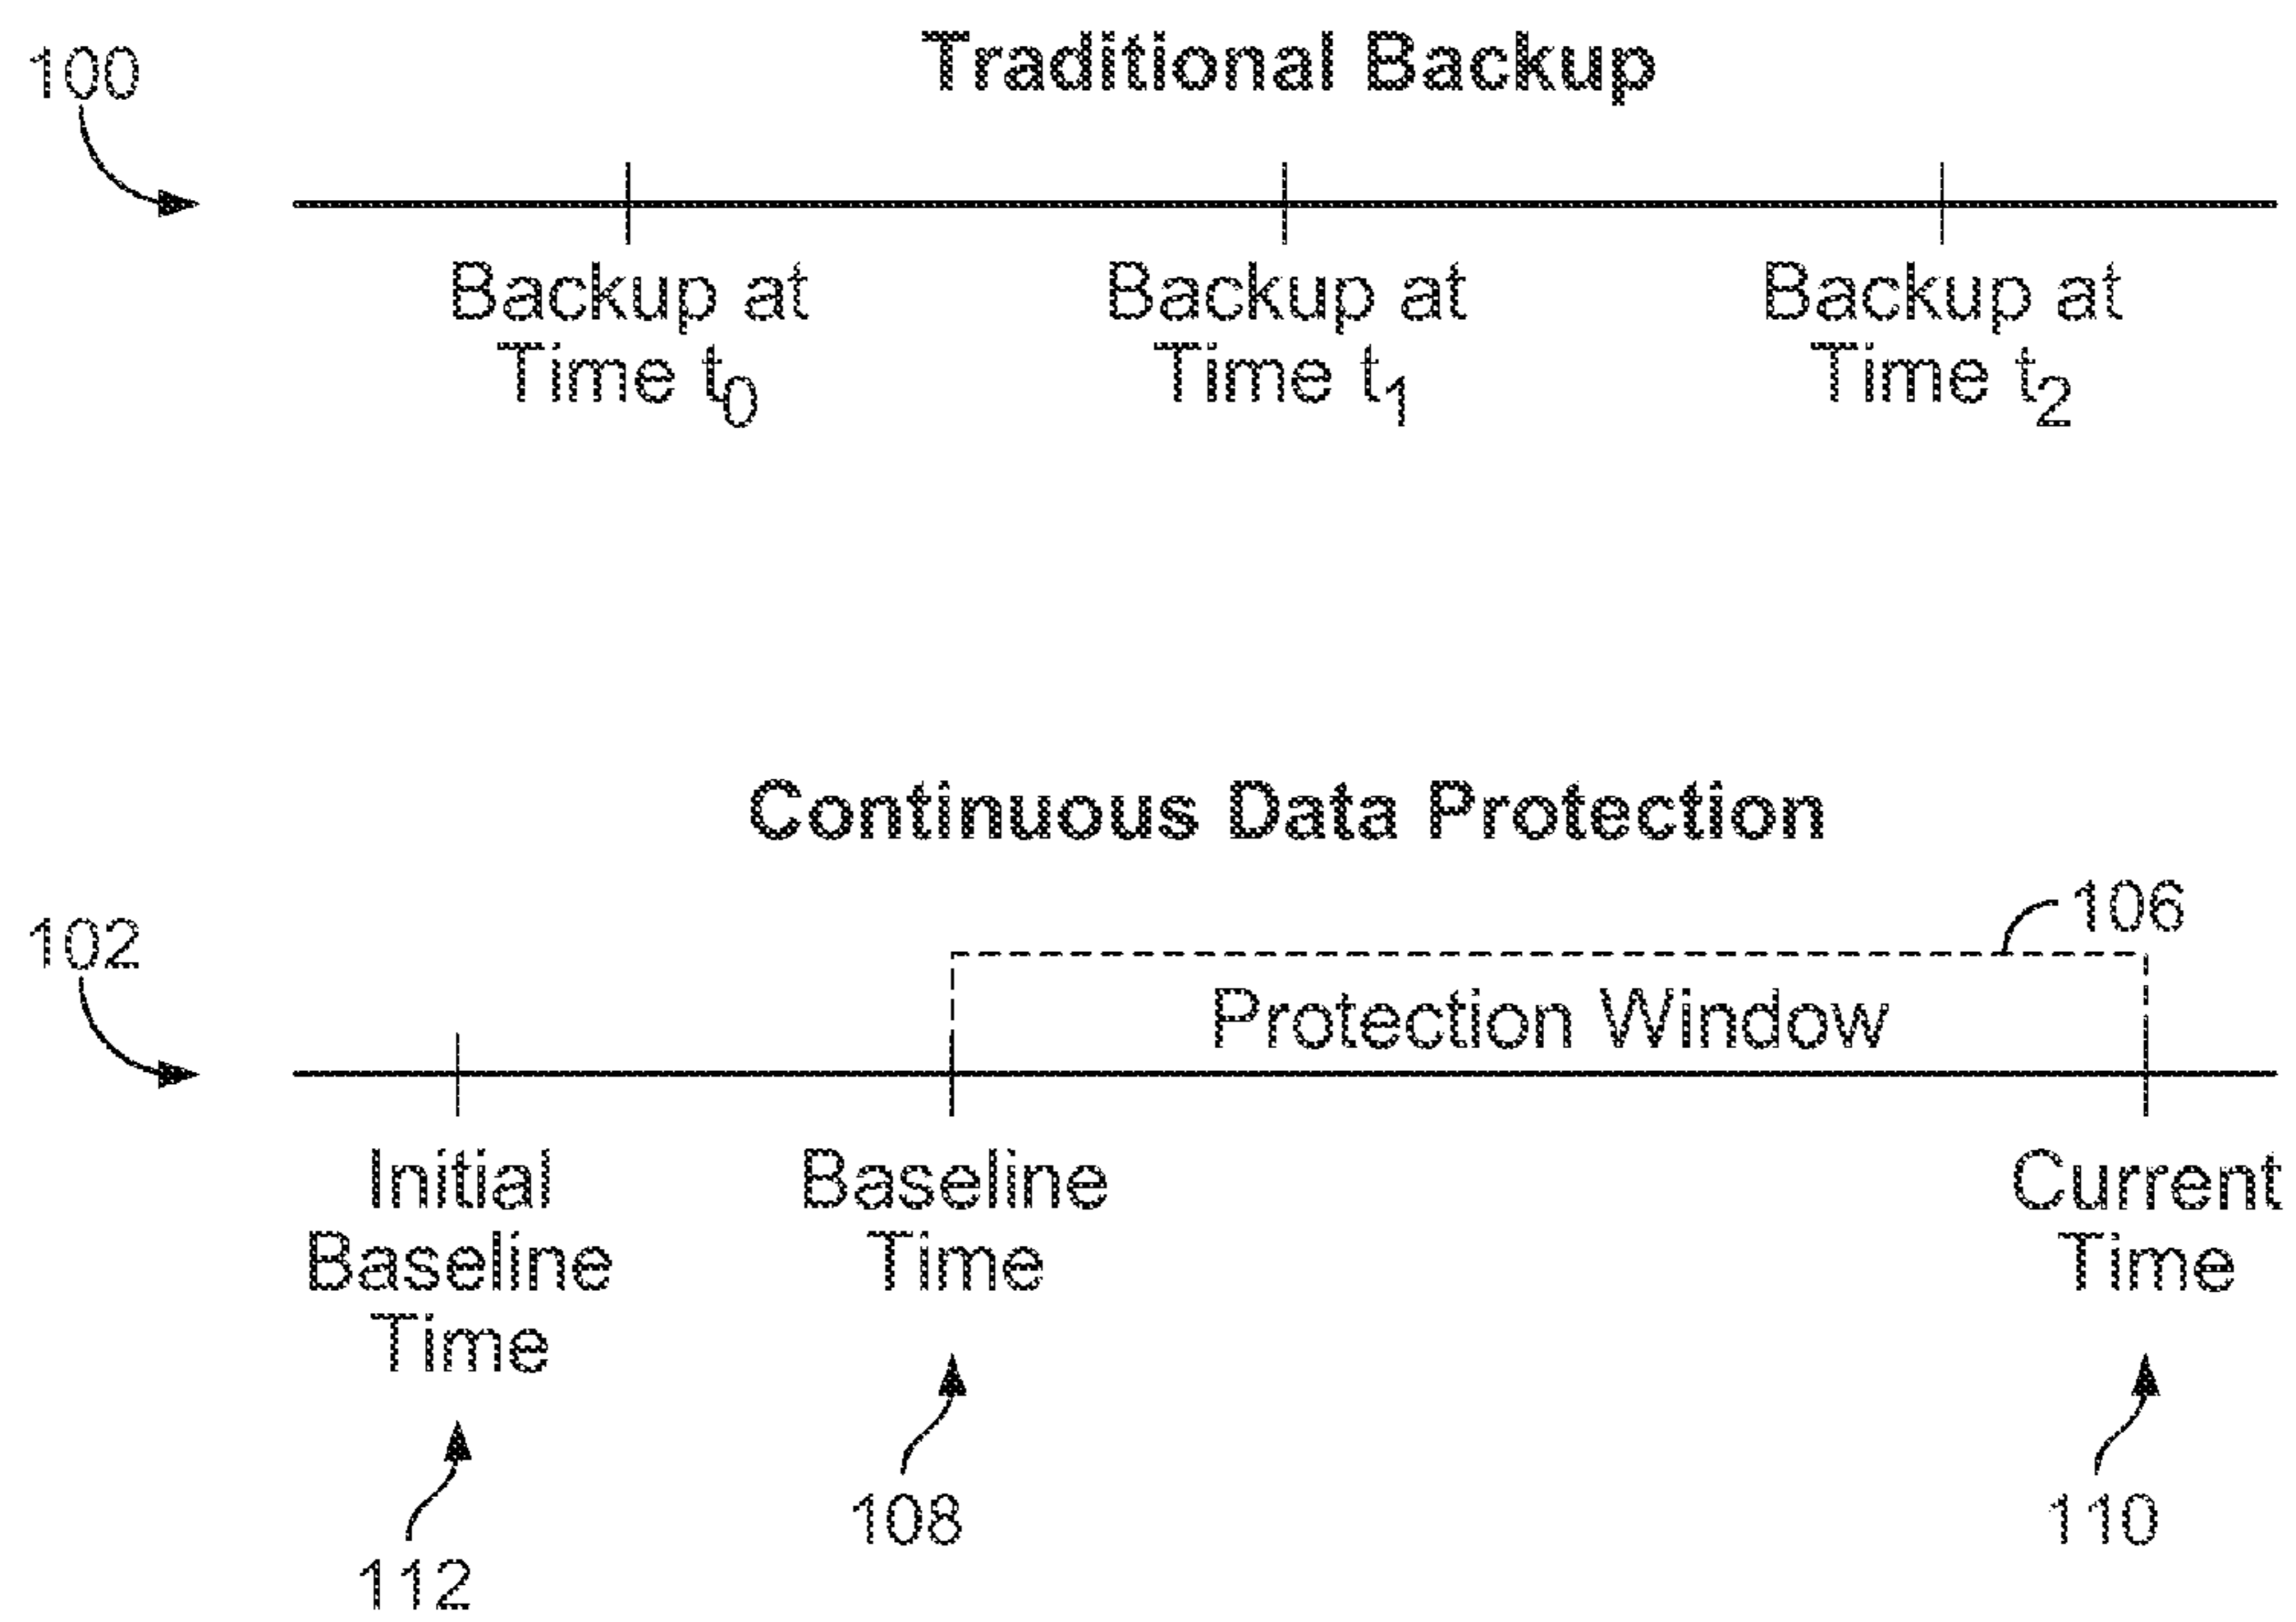 100
Traditional Backup
Backup at
Time t0
Backup at
Time t1
Backup at
Time t2
Continuous Data Protection
102
106
Protection Window
Initial
Baseline
Time
Baseline
Time
Current
Time
112
108
110